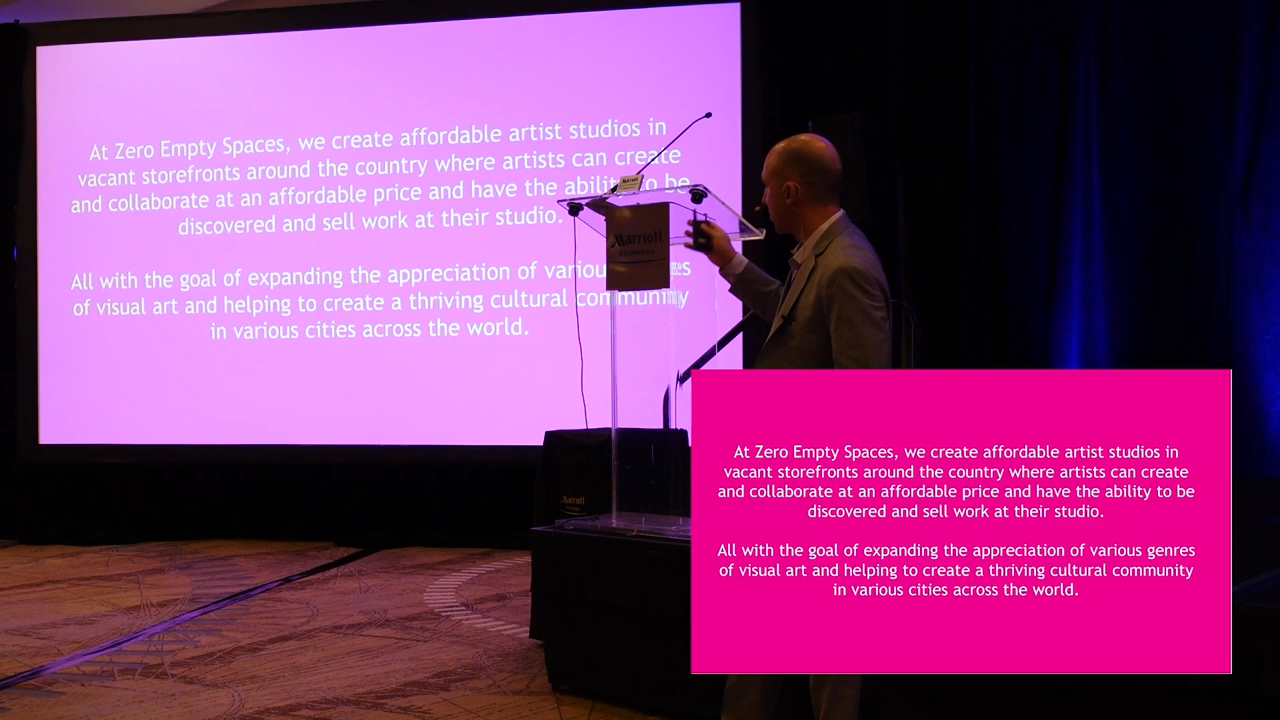 At Zero Empty Spaces, we create affordable artist studios in
vacant storefronts around the country where artists can create
and collaborate at an affordable price and have the ability to be
discovered and sell work at their studio.
All with the goal of expanding the appreciation of various
of visual art and helping to create a thriving cultural community
in various cities across the world.
Marriott
RICHMOND
Marriott
At Zero Empty Spaces, we create affordable artist studios in
vacant storefronts around the country where artists can create
and collaborate at an affordable price and have the ability to be
discovered and sell work at their studio.
All with the goal of expanding the appreciation of various genres
of visual art and helping to create a thriving cultural community
in various cities across the world.